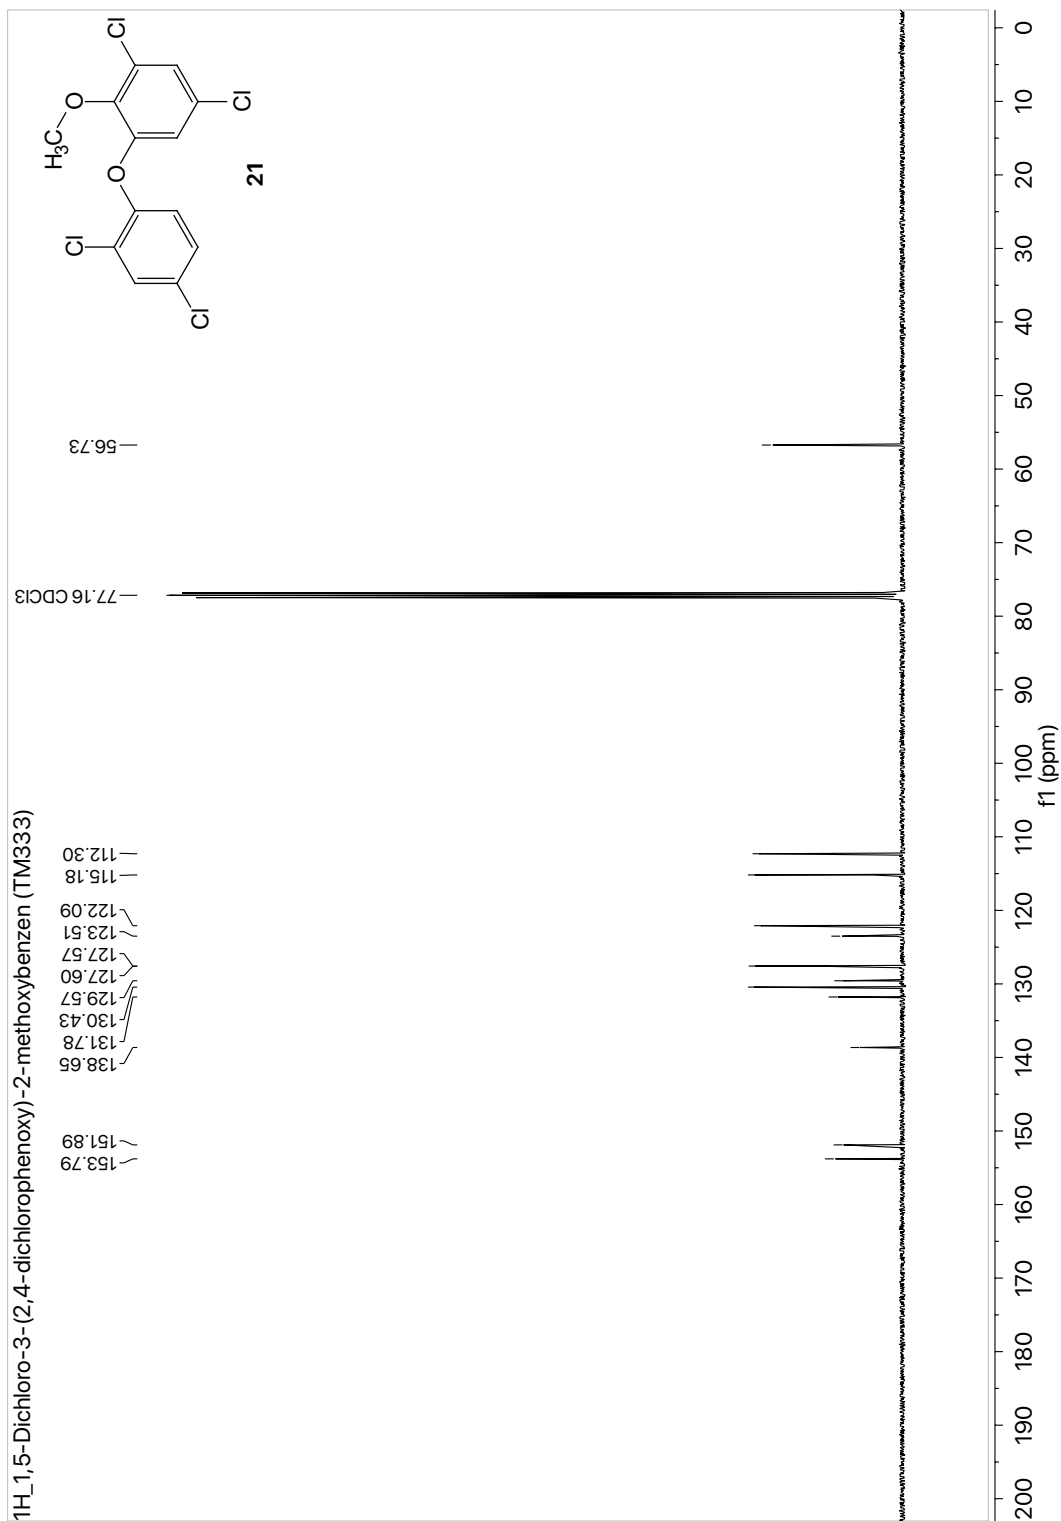 1H_1,5-Dichloro-3-(2,4-dichlorophenoxy)-2-methoxybenzen (TM333)
153.79
151.89
138.65
131.78
130.43
129.57
127.60
127.57
123.51
122.09
115.18
112.30
77.16 CDCl3
56.73
Cl
O
H3C
Cl
O
Cl
Cl
21
200 190 180 170 160 150 140 130 120 110 100 90 80 70 60 50 40 30 20 10 0
f1 (ppm)